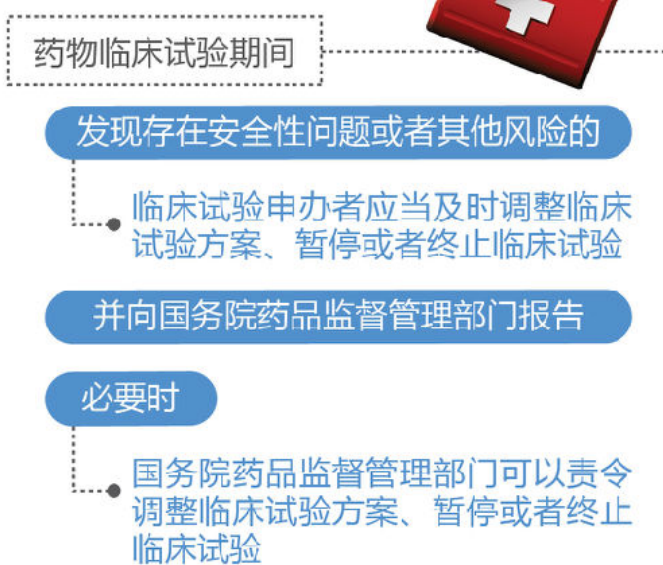 药物临床试验期间
发现存在安全性问题或者其他风险的
临床试验申办者应当及时调整临床
试验方案、暂停或者终止临床试验
并向国务院药品监督管理部门报告
必要时
国务院药品监督管理部门可以责令
调整临床试验方案、暂停或者终止
临床试验